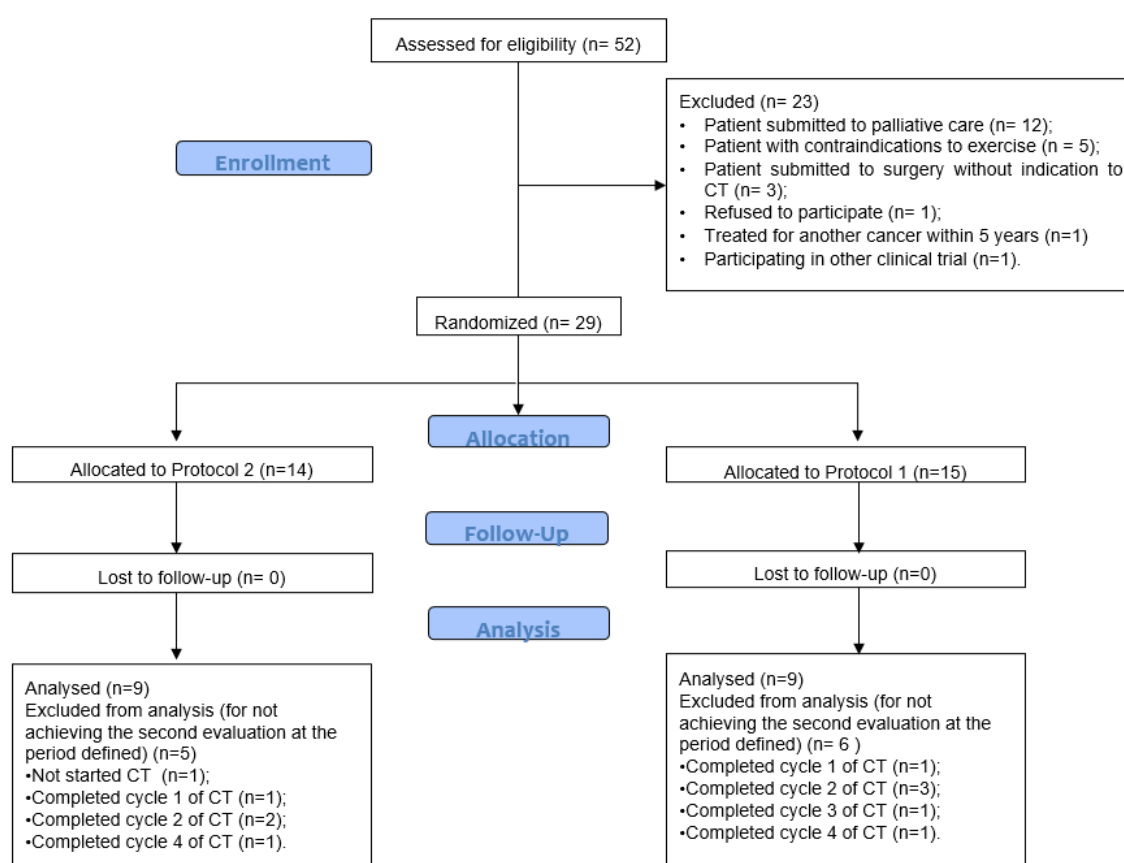 Assessed for eligibility (n= 52)
Excluded (n= 23)
• Patient submitted to palliative care (n= 12);
• Patient with contraindications to exercise (n = 5);
• Patient submitted to surgery without indication to
CT (n= 3);
• Refused to participate (n= 1);
• Treated for another cancer within 5 years (n=1)
• Participating in other clinical trial (n=1).
Enrollment
Randomized (n= 29)
Allocation
Allocated to Protocol 2 (n=14)
Allocated to Protocol 1 (n=15)
Follow-Up
Lost to follow-up (n= 0)
Lost to follow-up (n=0)
Analysis
Analysed (n=9)
Excluded from analysis (for not
achieving the second evaluation at the
period defined) (n=5)
•Not started CT (n=1);
•Completed cycle 1 of CT (n=1);
•Completed cycle 2 of CT (n=2);
•Completed cycle 4 of CT (n=1).
Analysed (n=9)
Excluded from analysis (for not
achieving the second evaluation at the
period defined) (n= 6 )
•Completed cycle 1 of CT (n=1);
•Completed cycle 2 of CT (n=3);
•Completed cycle 3 of CT (n=1);
•Completed cycle 4 of CT (n=1).